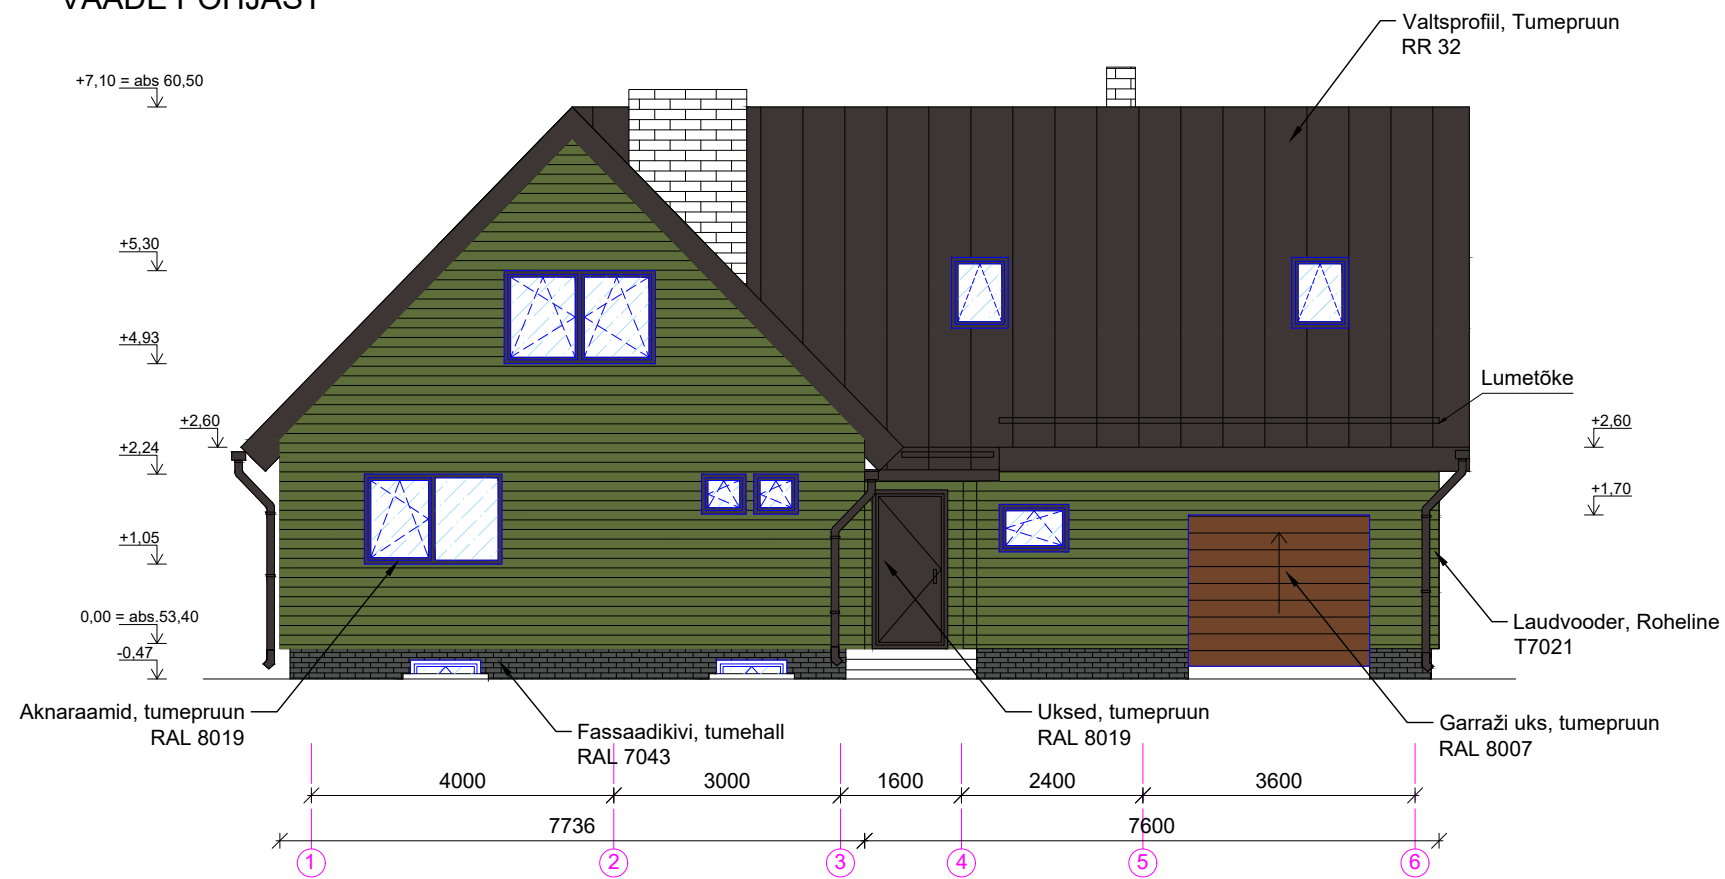 VAADE PÕHJAST
Valtsprofiil, Tumepruun
RR 32
+7,10 = abs 60,50
+5,30
+4,93
Lumetõke
+2,60
+2,60
+2,24
+1,70
+1,05
0,00 = abs.53,40
-0,47
Laudvooder, Roheline
T7021
Aknaraamid, tumepruun
RAL 8019
Fassaadikivi, tumehall
RAL 7043
Uksed, tumepruun
RAL 8019
Garraži uks, tumepruun
RAL 8007
4000
3000
1600
2400
3600
7736
7600
1
2
3
4
5
6